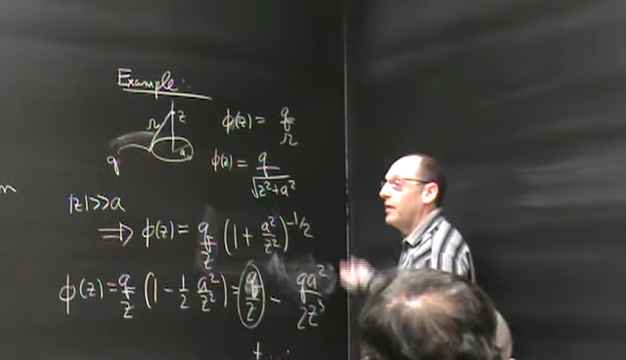 Example:
z
r
a
q
ϕ(z) = q/r
ϕ(z) = q/√(z²+a²)
n
|z|>>a
⟹ ϕ(z) = q/z (1 + a²/z²)^(-1/2)
ϕ(z) = q/z (1 - 1/2 a²/z²) = q/z - qa²/2z³
+ ...